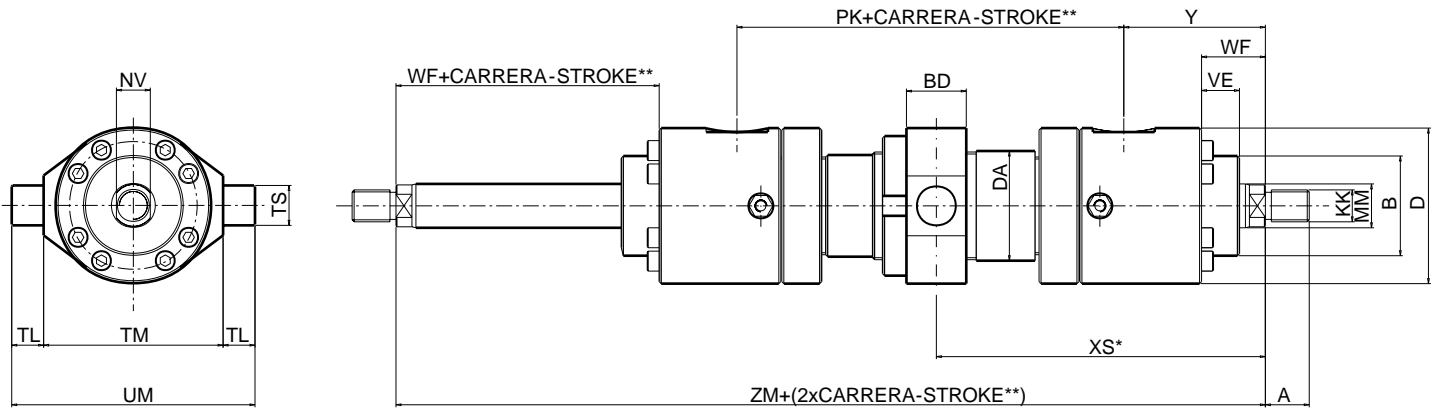 PK+CARRERA-STROKE**
Y
WF
NV
WF+CARRERA-STROKE**
BD
VE
TS
DA
KK
MM
B
D
TL
TM
TL
XS*
UM
ZM+(2xCARRERA-STROKE**)
A